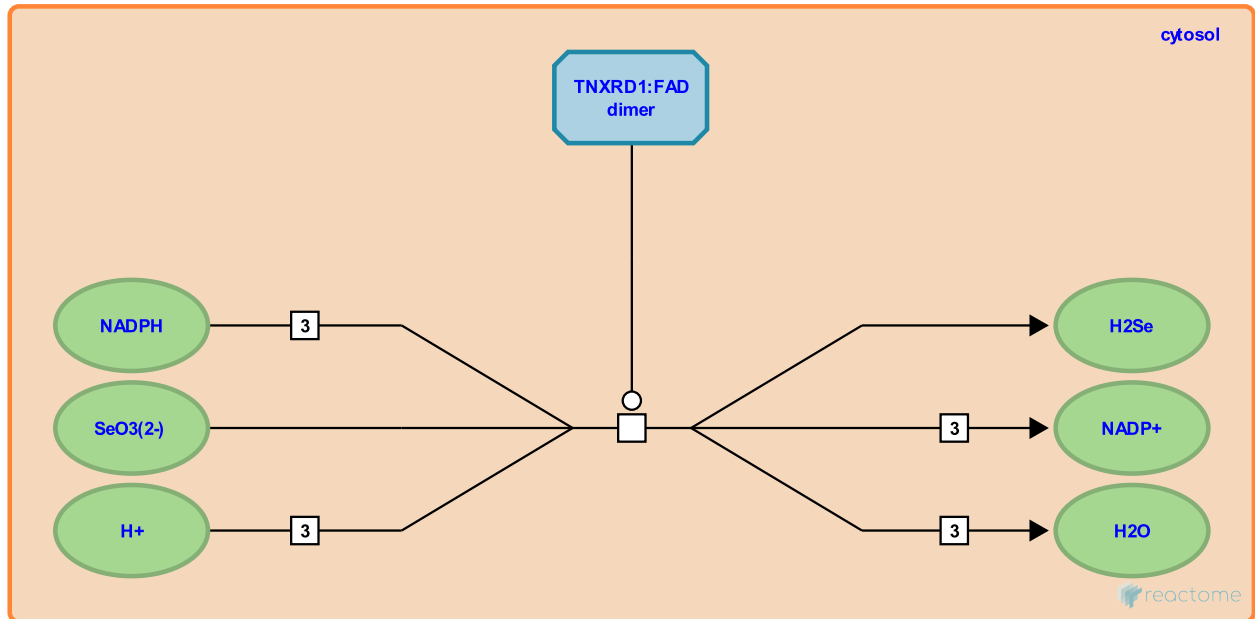 cytosol
TNXRD1:FAD
dimer
NADPH
3
H2Se
SeO3(2-)
3
NADP+
H+
3
3
H2O
reactome